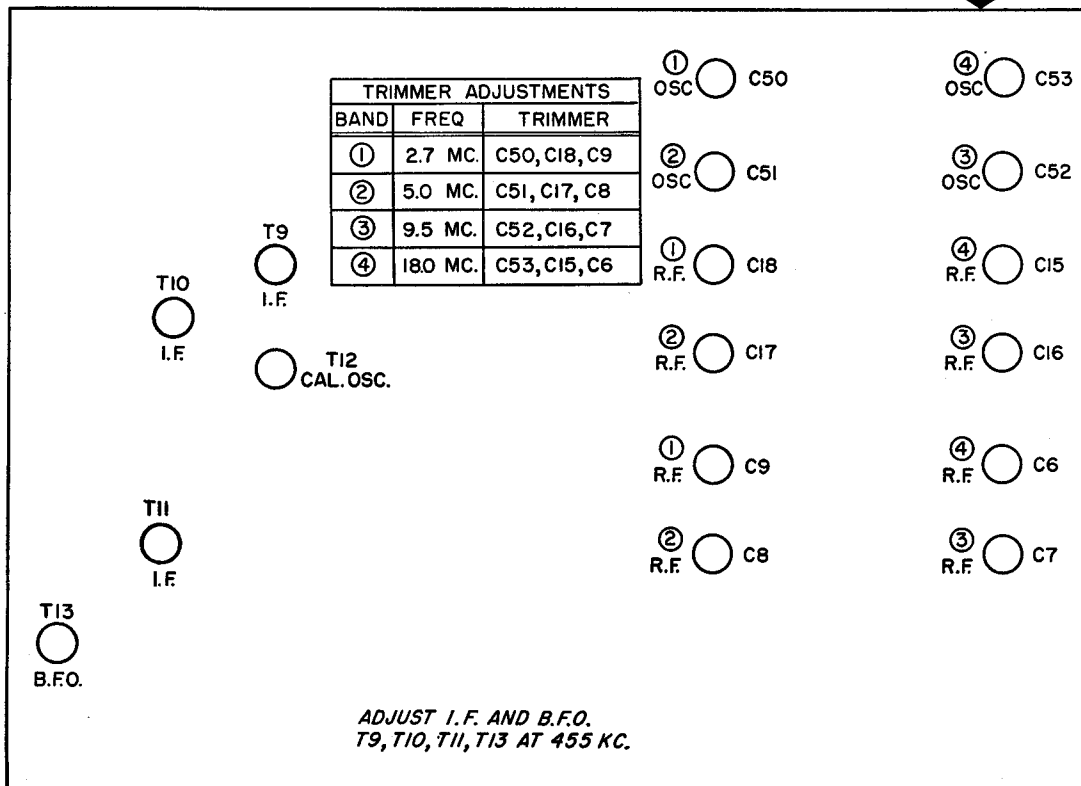 TRIMMER ADJUSTMENTS
BAND FREQ TRIMMER
① 2.7 MC. C50, C18, C9
② 5.0 MC. C51, C17, C8
③ 9.5 MC. C52, C16, C7
④ 18.0 MC. C53, C15, C6
①
OSC C50
④
OSC C53
②
OSC C51
③
OSC C52
①
R.F. C18
④
R.F. C15
②
R.F. C17
③
R.F. C16
①
R.F. C9
④
R.F. C6
②
R.F. C8
③
R.F. C7
T9
I.F.
T10
I.F.
T12
CAL. OSC.
T11
I.F.
T13
B.F.O.
ADJUST I.F. AND B.F.O.
T9, T10, T11, T13 AT 455 KC.